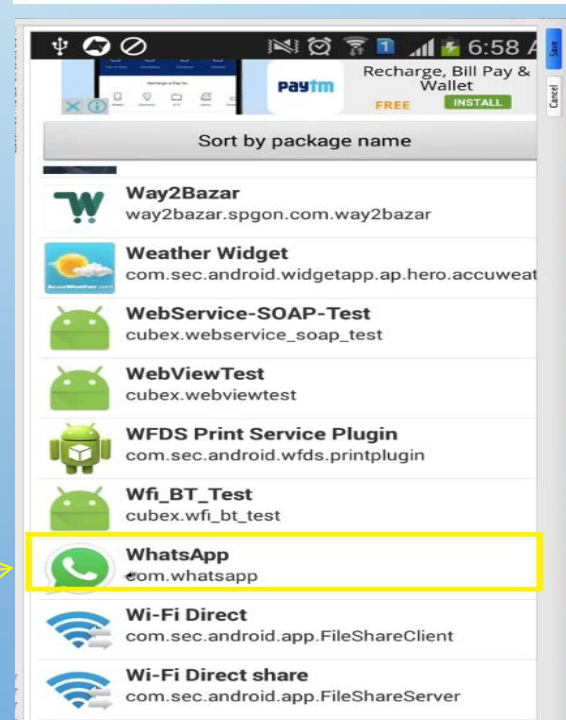 1
6:58 A
Save
Cancel
Paytm
Recharge, Bill Pay &
Wallet
FREE
INSTALL
Sort by package name
Way2Bazar
way2bazar.spgon.com.way2bazar
Weather Widget
com.sec.android.widgetapp.ap.hero.accuweat
AccuWeather.com
WebService-SOAP-Test
cubex.webservice_soap_test
WebViewTest
cubex.webviewtest
WFDS Print Service Plugin
com.sec.android.wfds.printplugin
Wfi_BT_Test
cubex.wfi_bt_test
WhatsApp
com.whatsapp
Wi-Fi Direct
com.sec.android.app.FileShareClient
Wi-Fi Direct share
com.sec.android.app.FileShareServer